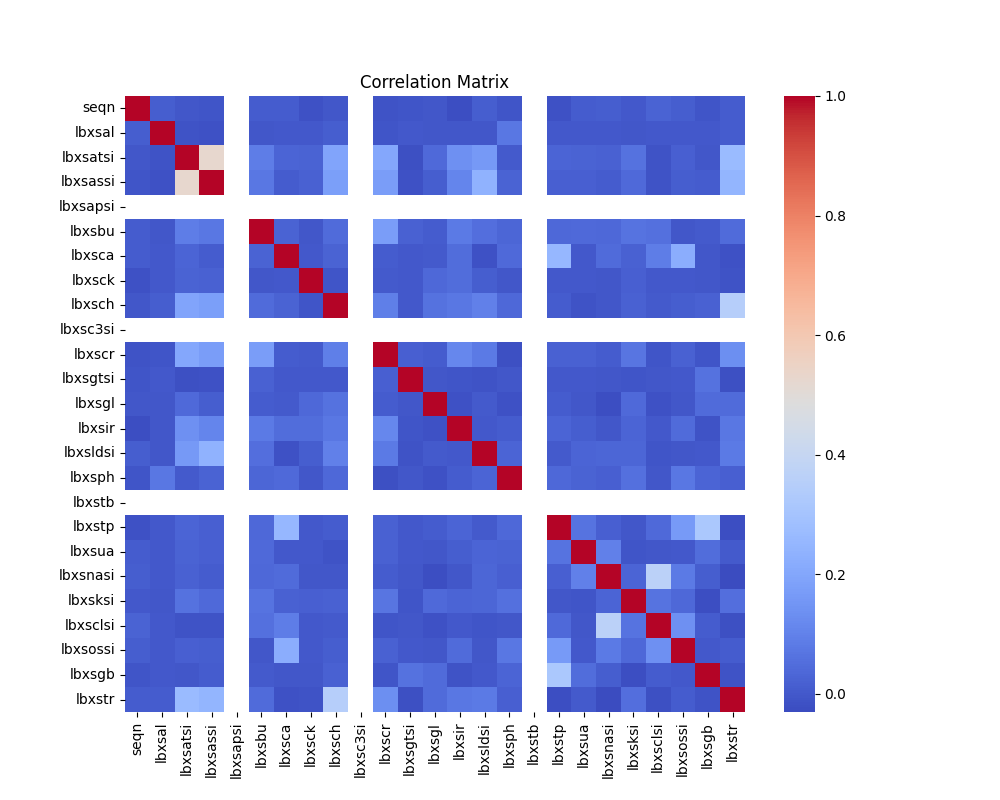 Correlation Matrix
seqn
lbxsal
lbxsatsi
lbxsassi
lbxsapsi
lbxsbu
lbxsca
lbxsck
lbxsch
lbxsc3si
lbxscr
lbxsgtsi
lbxsgl
lbxsir
lbxsldsi
lbxsph
lbxstb
lbxstp
lbxsua
lbxsnasi
lbxsksi
lbxsclsi
lbxsossi
lbxsgb
lbxstr
seqn
lbxsal
lbxsatsi
lbxsassi
lbxsapsi
lbxsbu
lbxsca
lbxsck
lbxsch
lbxsc3si
lbxscr
lbxsgtsi
lbxsgl
lbxsir
lbxsldsi
lbxsph
lbxstb
lbxstp
lbxsua
lbxsnasi
lbxsksi
lbxsclsi
lbxsossi
lbxsgb
lbxstr
1.0
0.8
0.6
0.4
0.2
0.0